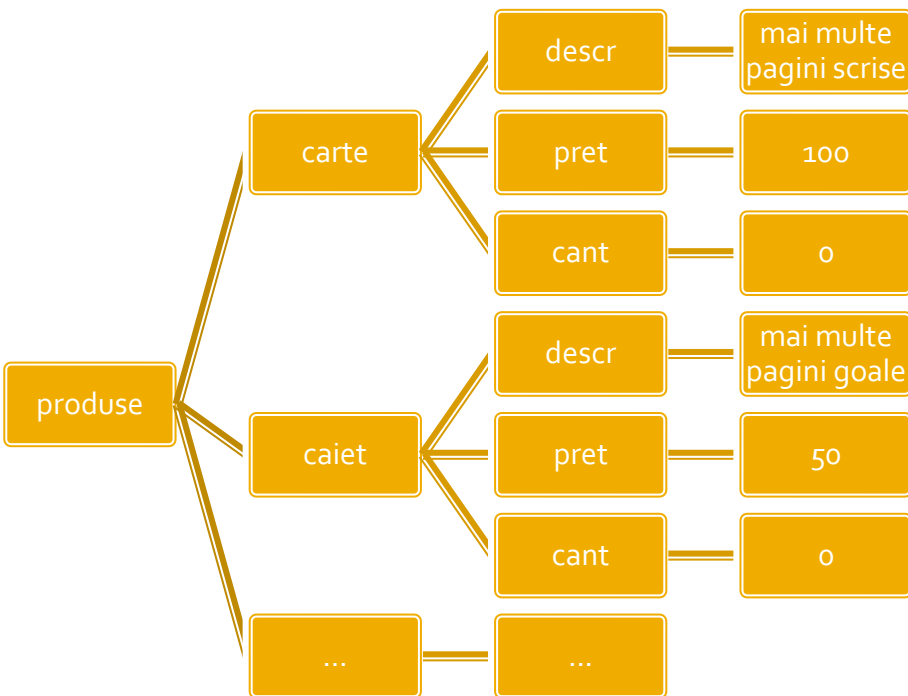 produse
carte
descr
mai multe
pagini scrise
pret
100
cant
0
caiet
descr
mai multe
pagini goale
pret
50
cant
0
...
...